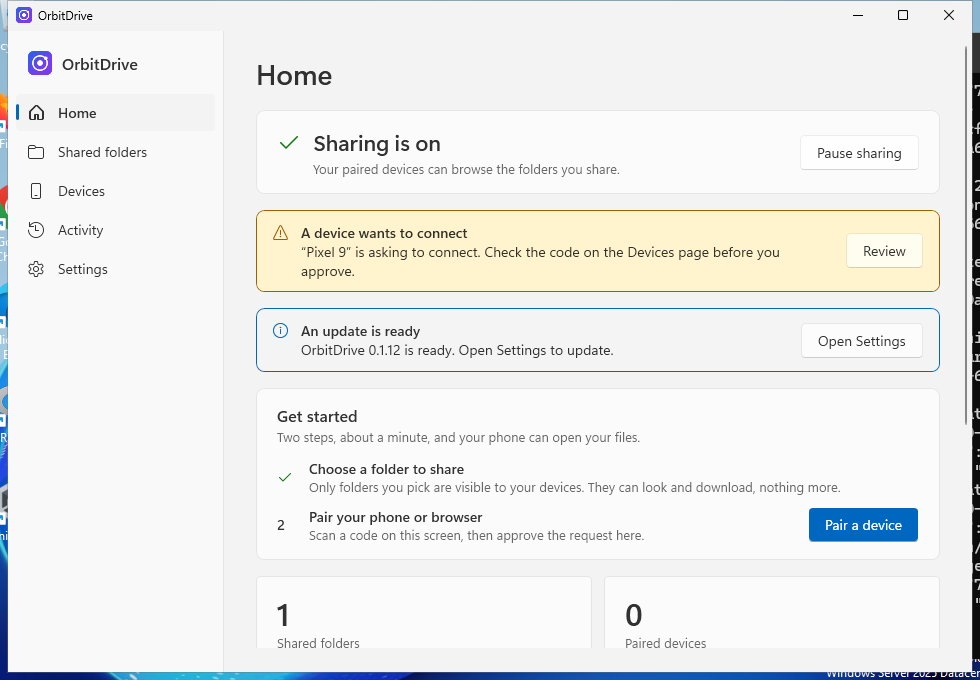 OrbitDrive
OrbitDrive
Home
Shared folders
Devices
Activity
Settings
Home
Sharing is on
Your paired devices can browse the folders you share.
Pause sharing
A device wants to connect
“Pixel 9” is asking to connect. Check the code on the Devices page before you
approve.
Review
An update is ready
OrbitDrive 0.1.12 is ready. Open Settings to update.
Open Settings
Get started
Two steps, about a minute, and your phone can open your files.
Choose a folder to share
Only folders you pick are visible to your devices. They can look and download, nothing more.
2
Pair your phone or browser
Scan a code on this screen, then approve the request here.
Pair a device
1
Shared folders
0
Paired devices
Windows Server 2025 Datacen